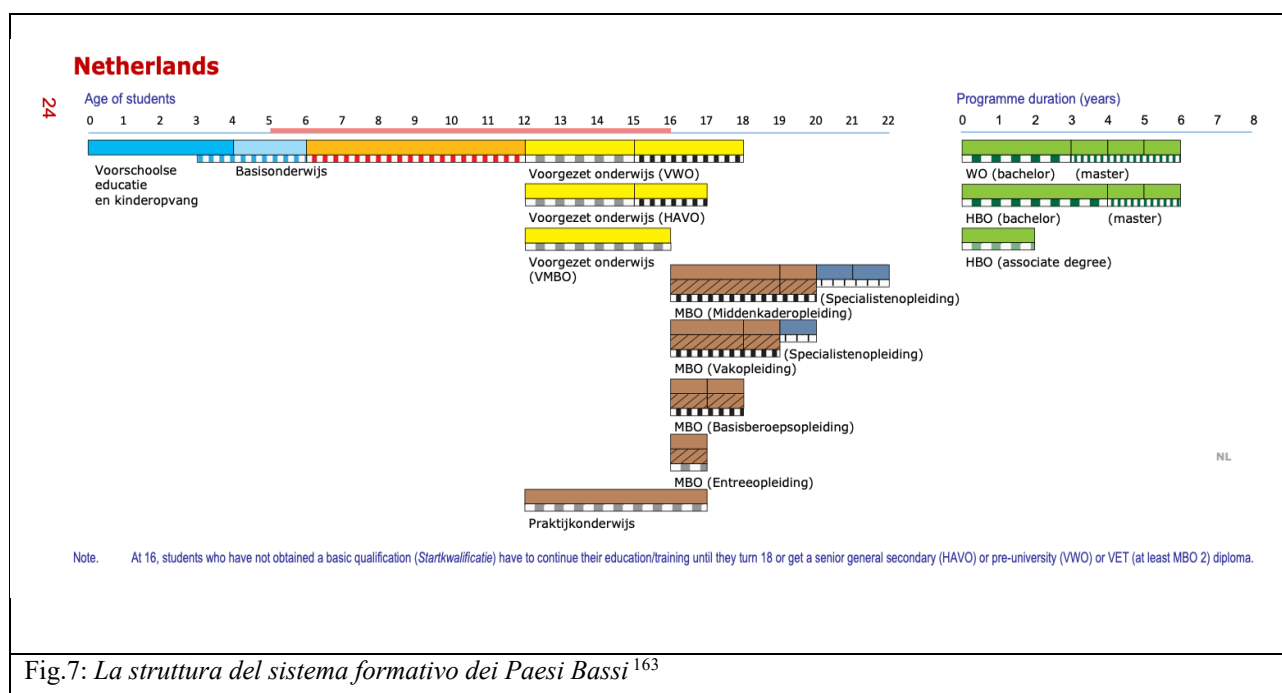 Netherlands
24
Age of students
Programme duration (years)
0 1 2 3 4 5 6 7 8 9 10 11 12 13 14 15 16 17 18 19 20 21 22
0 1 2 3 4 5 6 7 8
Voorschoolse
educatie
en kinderopvang
Basisonderwijs
Voorgezet onderwijs (VWO)
Voorgezet onderwijs (HAVO)
Voorgezet onderwijs
(VMBO)
(Specialistenopleiding)
MBO (Middenkaderopleiding)
(Specialistenopleiding)
MBO (Vakopleiding)
MBO (Basisberoepsopleiding)
MBO (Entreeopleiding)
Praktijkonderwijs
WO (bachelor) (master)
HBO (bachelor) (master)
HBO (associate degree)
NL
Note. At 16, students who have not obtained a basic qualification (Startkwalificatie) have to continue their education/training until they turn 18 or get a senior general secondary (HAVO) or pre-university (VWO) or VET (at least MBO 2) diploma.
Fig.7: La struttura del sistema formativo dei Paesi Bassi 163